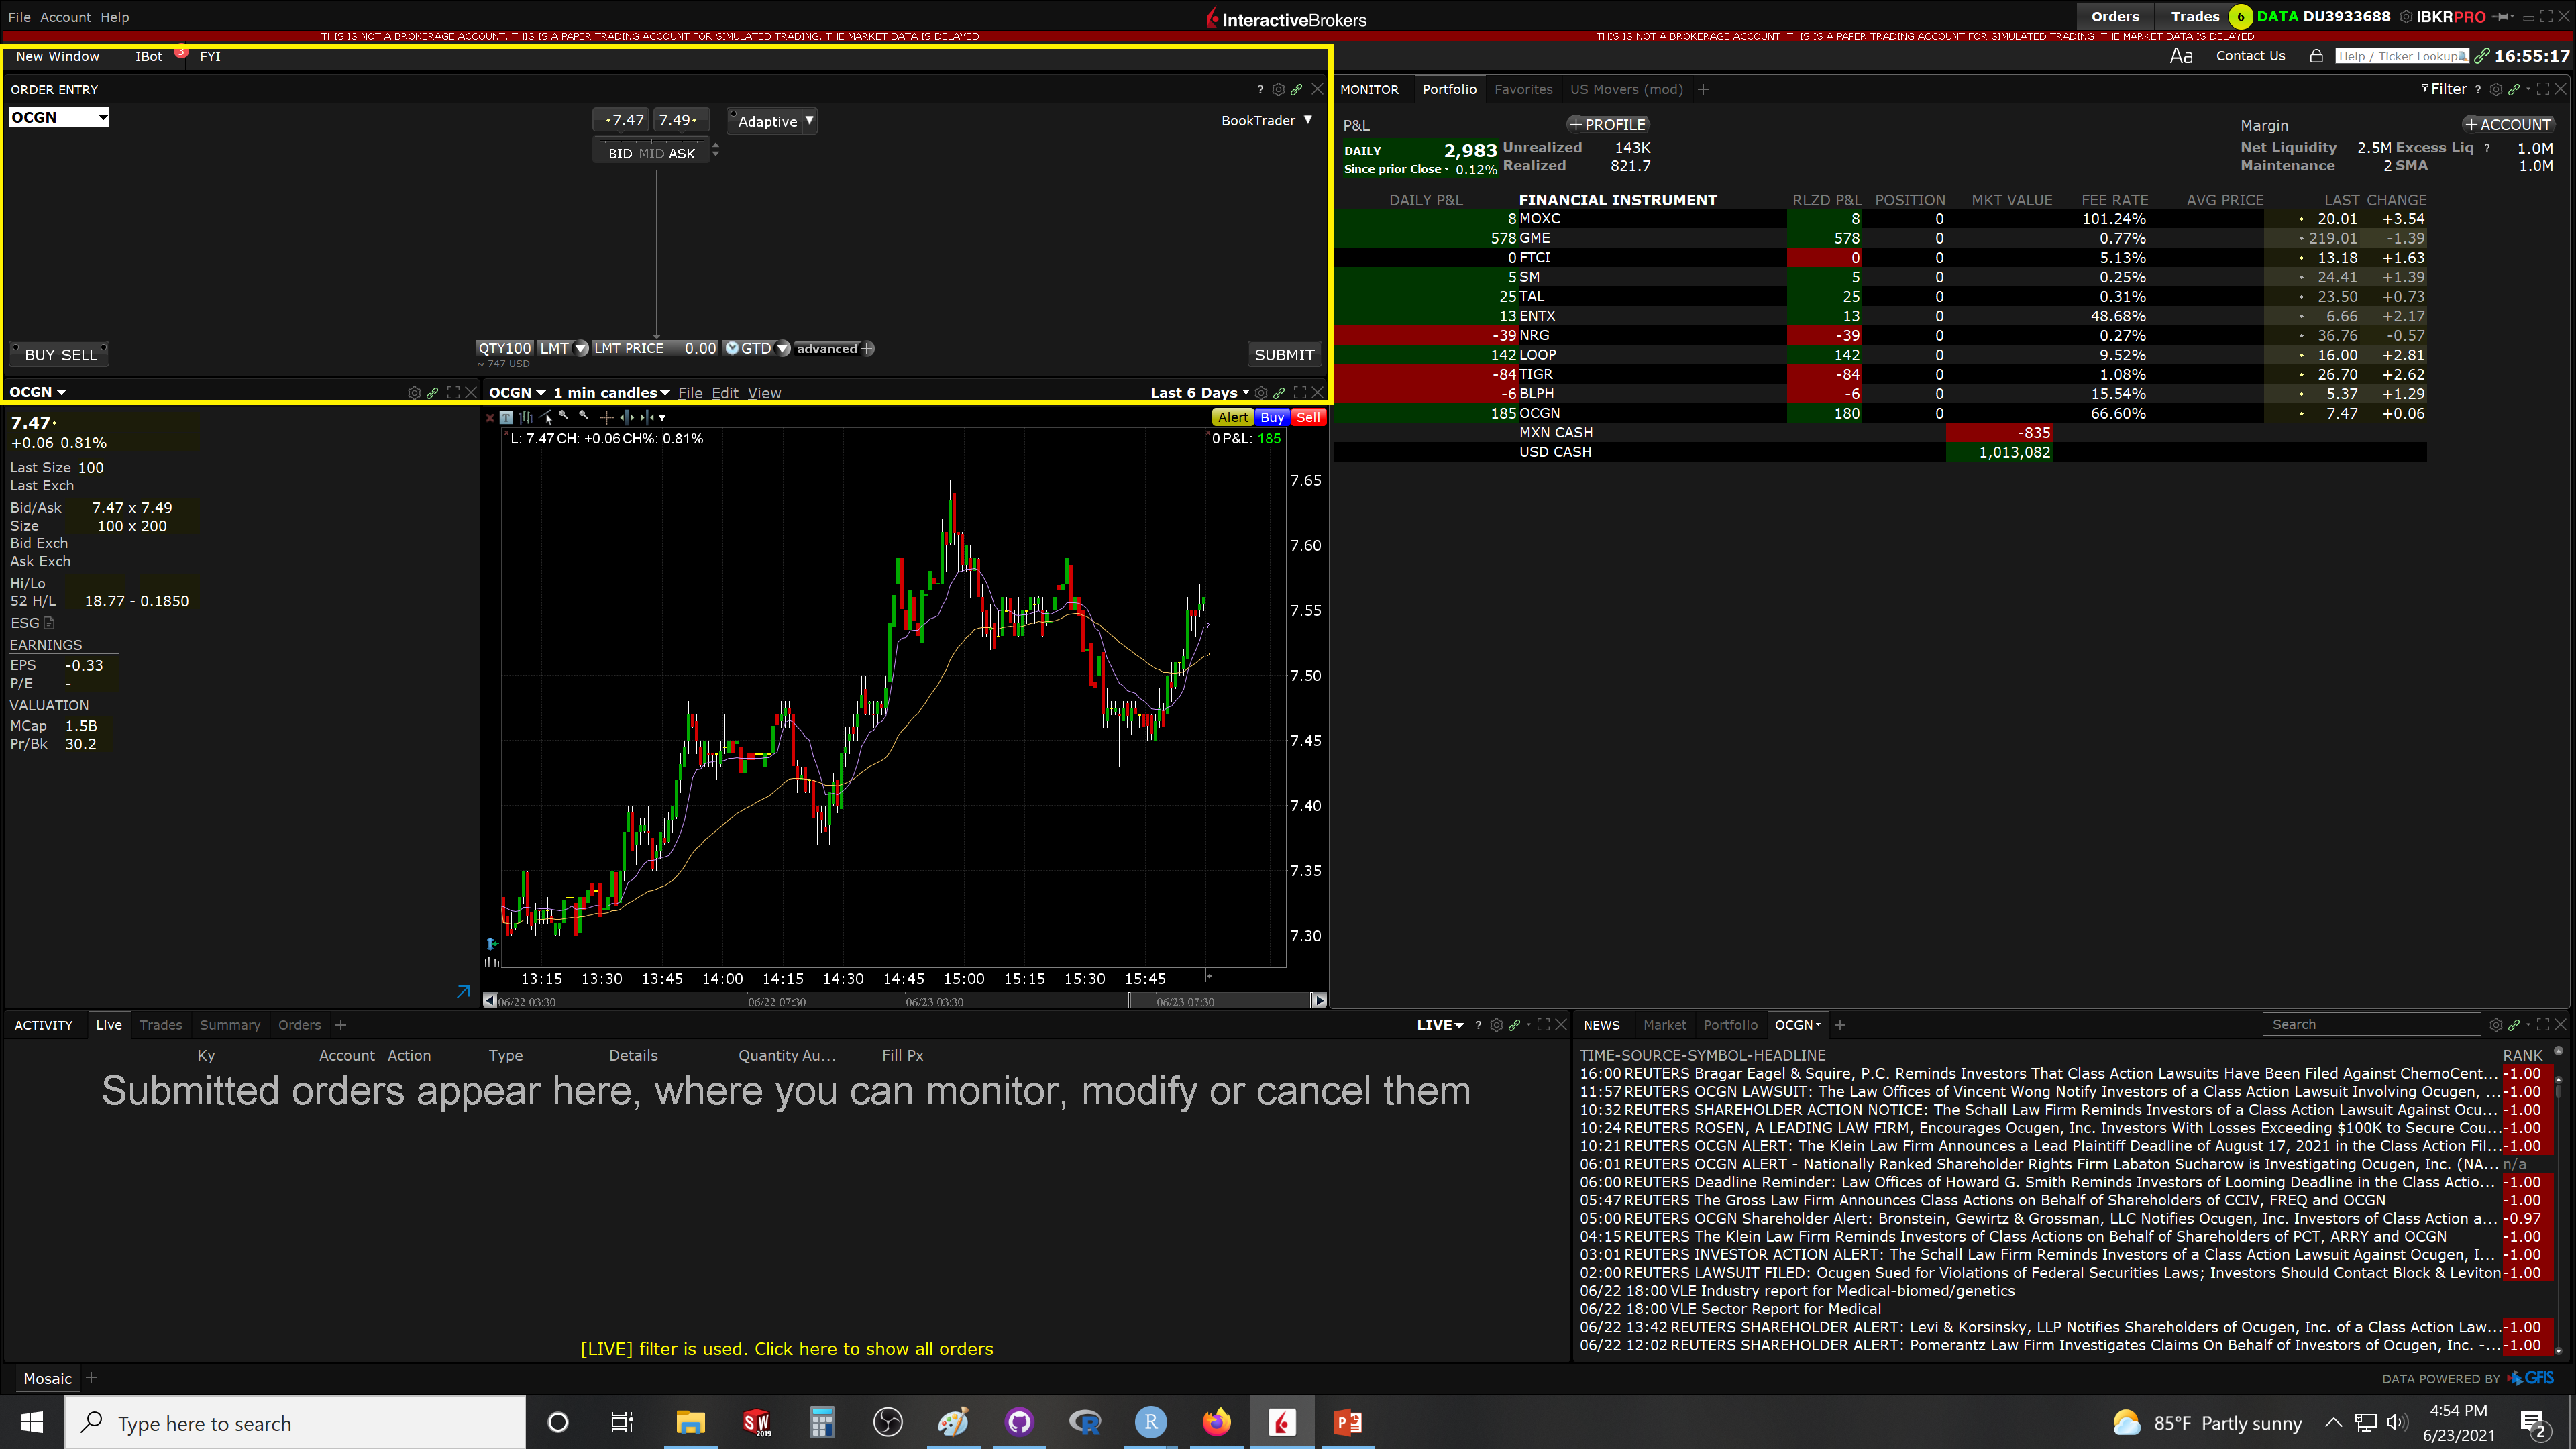 File Account Help
InteractiveBrokers
Orders Trades 6 DATA DU3933688 IBKRPRO
THIS IS NOT A BROKERAGE ACCOUNT. THIS IS A PAPER TRADING ACCOUNT FOR SIMULATED TRADING. THE MARKET DATA IS DELAYED
THIS IS NOT A BROKERAGE ACCOUNT. THIS IS A PAPER TRADING ACCOUNT FOR SIMULATED TRADING. THE MARKET DATA IS DELAYED
New Window IBot 3 FYI
Aa Contact Us Help / Ticker Lookup 16:55:17
ORDER ENTRY ?
OCGN
7.47 7.49 Adaptive BookTrader
BID MID ASK
BUY SELL QTY100 LMT LMT PRICE 0.00 GTD advanced + SUBMIT
~ 747 USD
MONITOR Portfolio Favorites US Movers (mod) + Filter ?
P&L + PROFILE Margin + ACCOUNT
DAILY 2,983 Unrealized 143K Net Liquidity 2.5M Excess Liq ? 1.0M
Since prior Close 0.12% Realized 821.7 Maintenance 2 SMA 1.0M
DAILY P&L FINANCIAL INSTRUMENT RLZD P&L POSITION MKT VALUE FEE RATE AVG PRICE LAST CHANGE
8 MOXC 8 0 101.24% 20.01 +3.54
578 GME 578 0 0.77% 219.01 -1.39
0 FTCI 0 0 5.13% 13.18 +1.63
5 SM 5 0 0.25% 24.41 +1.39
25 TAL 25 0 0.31% 23.50 +0.73
13 ENTX 13 0 48.68% 6.66 +2.17
-39 NRG -39 0 0.27% 36.76 -0.57
142 LOOP 142 0 9.52% 16.00 +2.81
-84 TIGR -84 0 1.08% 26.70 +2.62
-6 BLPH -6 0 15.54% 5.37 +1.29
185 OCGN 180 0 66.60% 7.47 +0.06
MXN CASH -835
USD CASH 1,013,082
OCGN
7.47
+0.06 0.81%
Last Size 100
Last Exch
Bid/Ask 7.47 x 7.49
Size 100 x 200
Bid Exch
Ask Exch
Hi/Lo
52 H/L 18.77 - 0.1850
ESG
EARNINGS
EPS -0.33
P/E -
VALUATION
MCap 1.5B
Pr/Bk 30.2
OCGN 1 min candles File Edit View Last 6 Days
T Alert Buy Sell
L: 7.47 CH: +0.06 CH%: 0.81% 0 P&L: 185
7.65
7.60
7.55
7.50
7.45
7.40
7.35
7.30
13:15 13:30 13:45 14:00 14:15 14:30 14:45 15:00 15:15 15:30 15:45
06/22 03:30 06/22 07:30 06/23 03:30 06/23 07:30
ACTIVITY Live Trades Summary Orders + LIVE ?
Ky Account Action Type Details Quantity Au... Fill Px
Submitted orders appear here, where you can monitor, modify or cancel them
[LIVE] filter is used. Click here to show all orders
NEWS Market Portfolio OCGN + Search
TIME-SOURCE-SYMBOL-HEADLINE RANK
16:00 REUTERS Bragar Eagel & Squire, P.C. Reminds Investors That Class Action Lawsuits Have Been Filed Against ChemoCent... -1.00
11:57 REUTERS OCGN LAWSUIT: The Law Offices of Vincent Wong Notify Investors of a Class Action Lawsuit Involving Ocugen, ... -1.00
10:32 REUTERS SHAREHOLDER ACTION NOTICE: The Schall Law Firm Reminds Investors of a Class Action Lawsuit Against Ocu... -1.00
10:24 REUTERS ROSEN, A LEADING LAW FIRM, Encourages Ocugen, Inc. Investors With Losses Exceeding $100K to Secure Cou... -1.00
10:21 REUTERS OCGN ALERT: The Klein Law Firm Announces a Lead Plaintiff Deadline of August 17, 2021 in the Class Action Fil... -1.00
06:01 REUTERS OCGN ALERT - Nationally Ranked Shareholder Rights Firm Labaton Sucharow is Investigating Ocugen, Inc. (NA... n/a
06:00 REUTERS Deadline Reminder: Law Offices of Howard G. Smith Reminds Investors of Looming Deadline in the Class Actio... -1.00
05:47 REUTERS The Gross Law Firm Announces Class Actions on Behalf of Shareholders of CCIV, FREQ and OCGN -1.00
05:00 REUTERS OCGN Shareholder Alert: Bronstein, Gewirtz & Grossman, LLC Notifies Ocugen, Inc. Investors of Class Action a... -0.97
04:15 REUTERS The Klein Law Firm Reminds Investors of Class Actions on Behalf of Shareholders of PCT, ARRY and OCGN -1.00
03:01 REUTERS INVESTOR ACTION ALERT: The Schall Law Firm Reminds Investors of a Class Action Lawsuit Against Ocugen, I... -1.00
02:00 REUTERS LAWSUIT FILED: Ocugen Sued for Violations of Federal Securities Laws; Investors Should Contact Block & Leviton -1.00
06/22 18:00 VLE Industry report for Medical-biomed/genetics
06/22 18:00 VLE Sector Report for Medical
06/22 13:42 REUTERS SHAREHOLDER ALERT: Levi & Korsinsky, LLP Notifies Shareholders of Ocugen, Inc. of a Class Action Law... -1.00
06/22 12:02 REUTERS SHAREHOLDER ALERT: Pomerantz Law Firm Investigates Claims On Behalf of Investors of Ocugen, Inc. -... -1.00
Mosaic + DATA POWERED BY GFIS
Type here to search
SW 2019 R R P
85°F Partly sunny 4:54 PM
6/23/2021 2